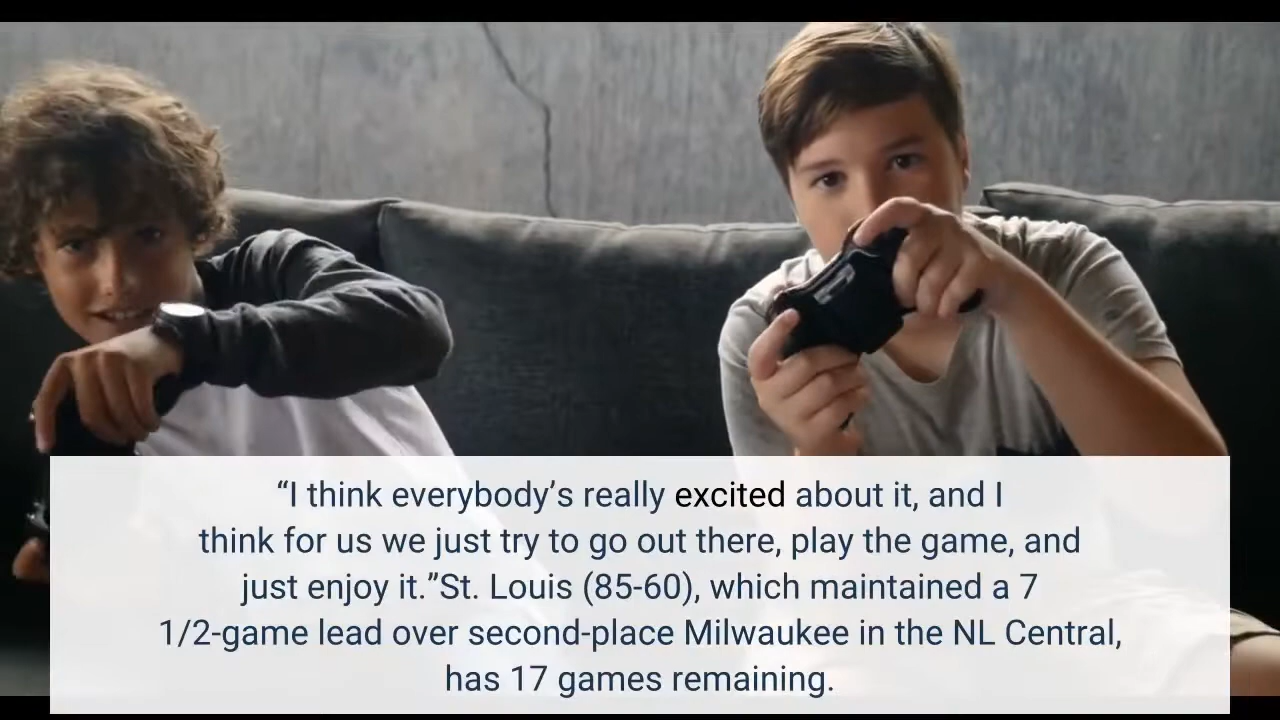 “I think everybody’s really excited about it, and I
think for us we just try to go out there, play the game, and
just enjoy it.”St. Louis (85-60), which maintained a 7
1/2-game lead over second-place Milwaukee in the NL Central,
has 17 games remaining.